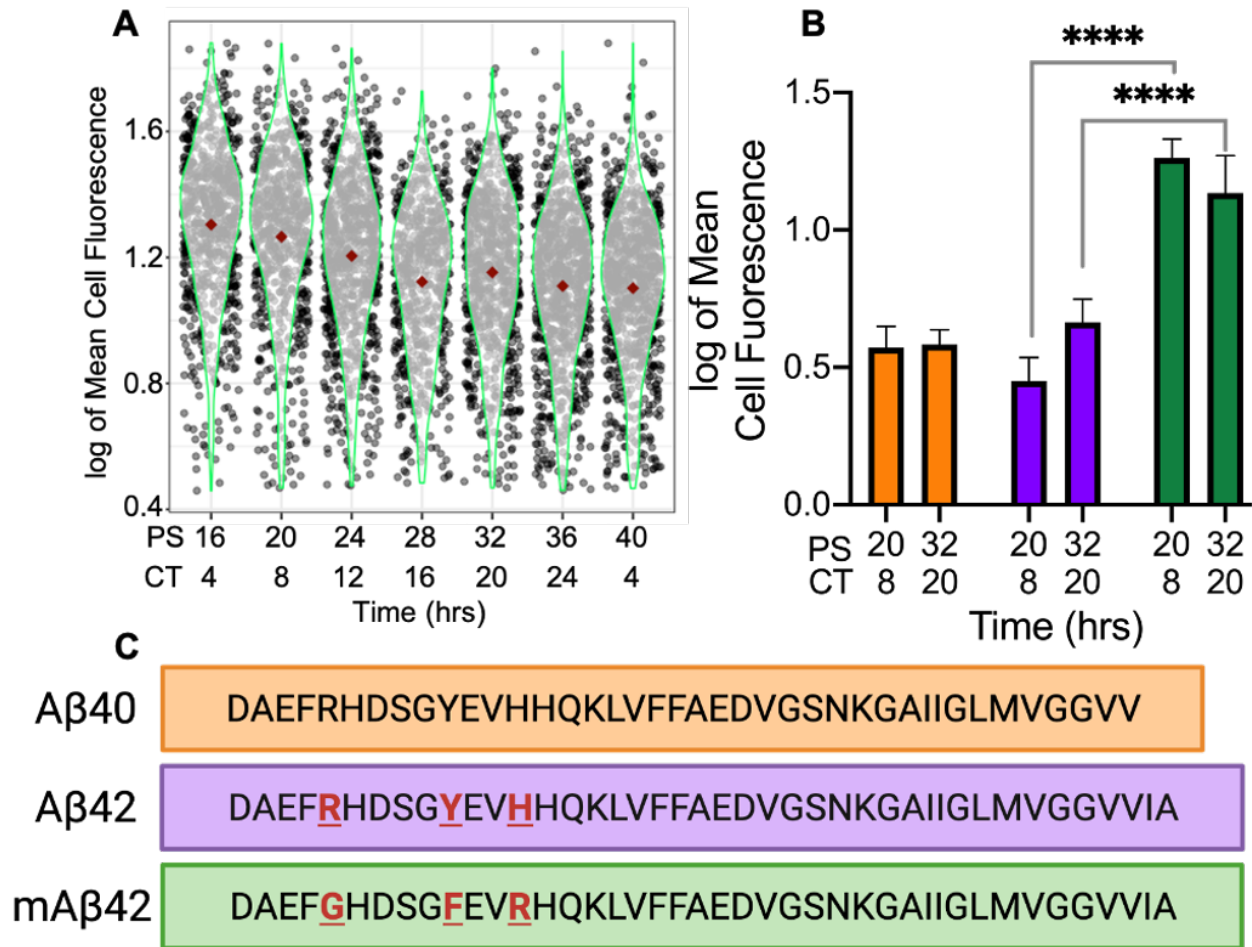 A
log of Mean Cell Fluorescence
1.6
1.2
0.8
0.4
PS 16 20 24 28 32 36 40
CT 4 8 12 16 20 24 4
Time (hrs)
B
log of Mean
Cell Fluorescence
****
****
1.5
1.0
0.5
0.0
PS 20 32 20 32 20 32
CT 8 20 8 20 8 20
Time (hrs)
C
Aβ40 DAEFRHDSGYEVHHQKLVFFAEDVGSNKGAIIGLMVGGVV
Aβ42 DAEFRHDSGYEVHHQKLVFFAEDVGSNKGAIIGLMVGGVVIA
mAβ42 DAEFGHDSGFEVRHQKLVFFAEDVGSNKGAIIGLMVGGVVIA